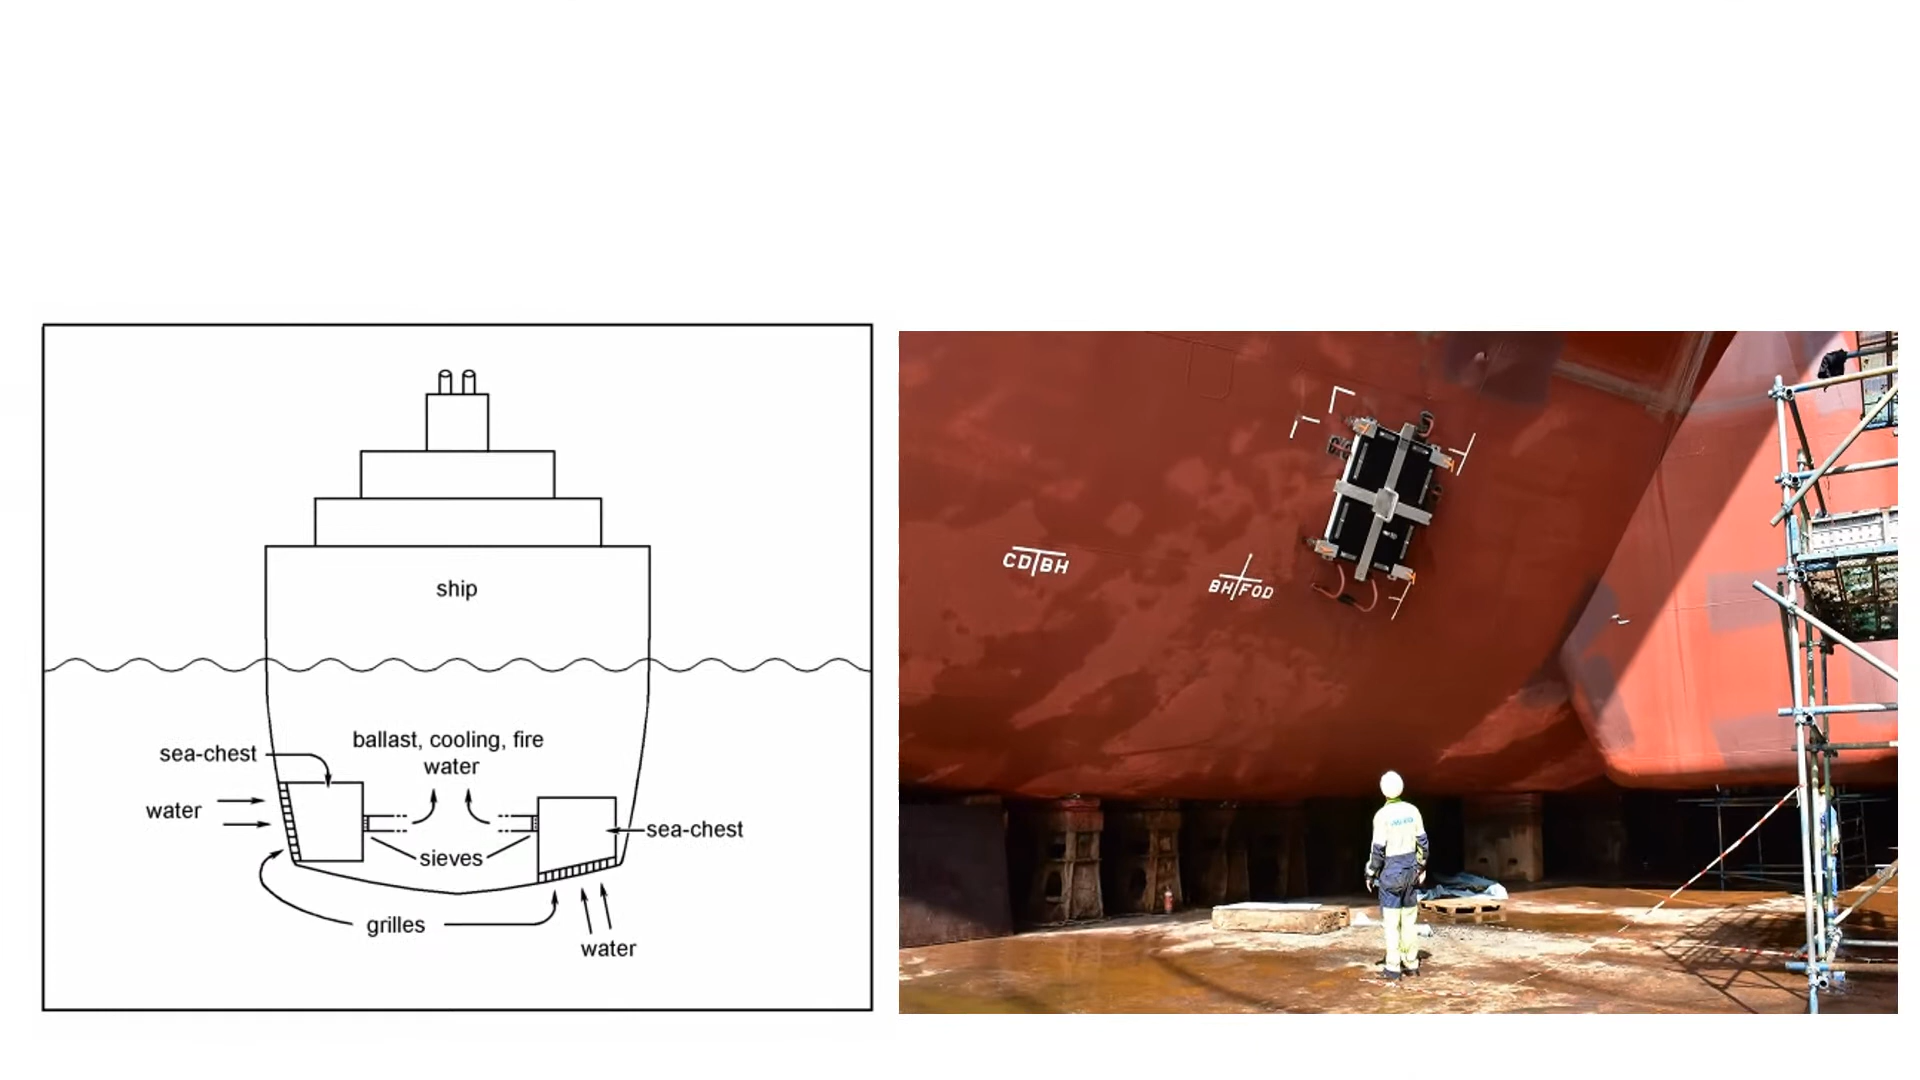 ship
sea-chest
ballast, cooling, fire
water
water
sea-chest
sieves
grilles
water
CD BH
BH FOD